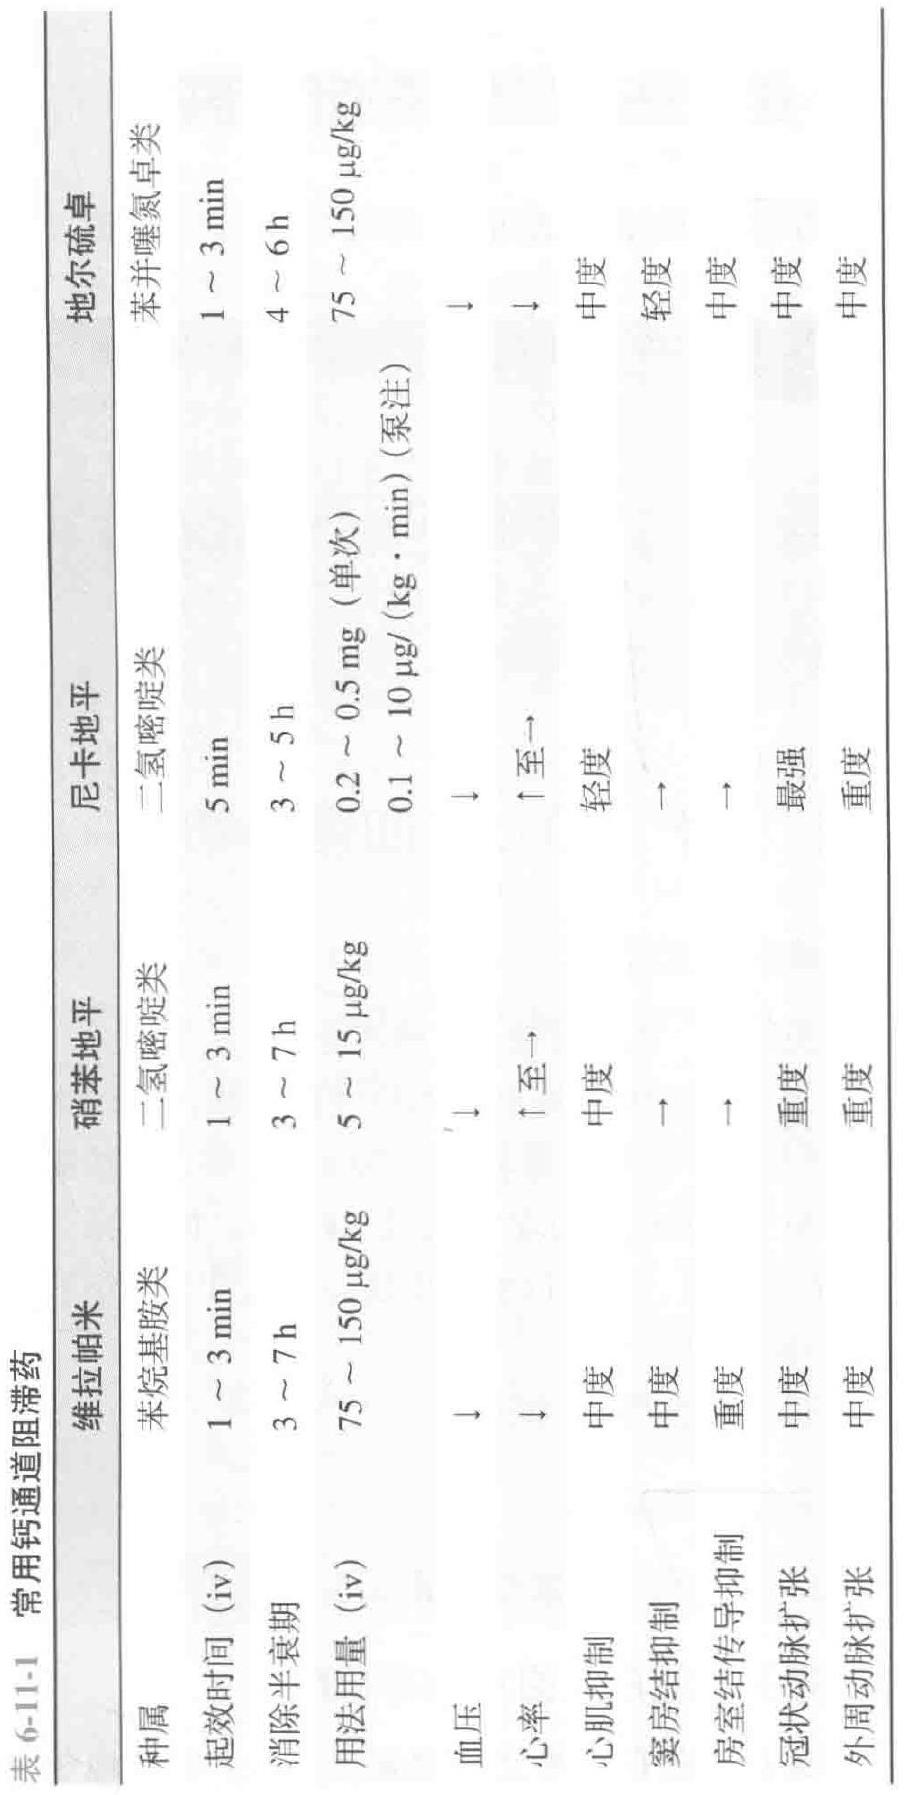 表 6-11-1 常用钙通道阻滞药
维拉帕米 硝苯地平 尼卡地平 地尔硫卓
种属 苯烷基胺类 二氢嘧啶类 二氢嘧啶类 苯并噻氮卓类
起效时间（iv） 1 ~ 3 min 1 ~ 3 min 5 min 1 ~ 3 min
消除半衰期 3 ~ 7 h 3 ~ 7 h 3 ~ 5 h 4 ~ 6 h
用法用量（iv） 75 ~ 150 μg/kg 5 ~ 15 μg/kg 0.2 ~ 0.5 mg（单次） 75 ~ 150 μg/kg
0.1 ~ 10 μg/（kg · min）（泵注）
血压 ↓ ↓ ↓ ↓
心率 ↓ ↑至→ ↑至→ ↓
心肌抑制 中度 中度 轻度 中度
窦房结抑制 中度 → → 轻度
房室结传导抑制 重度 → → 中度
冠状动脉扩张 中度 重度 最强 中度
外周动脉扩张 中度 重度 重度 中度